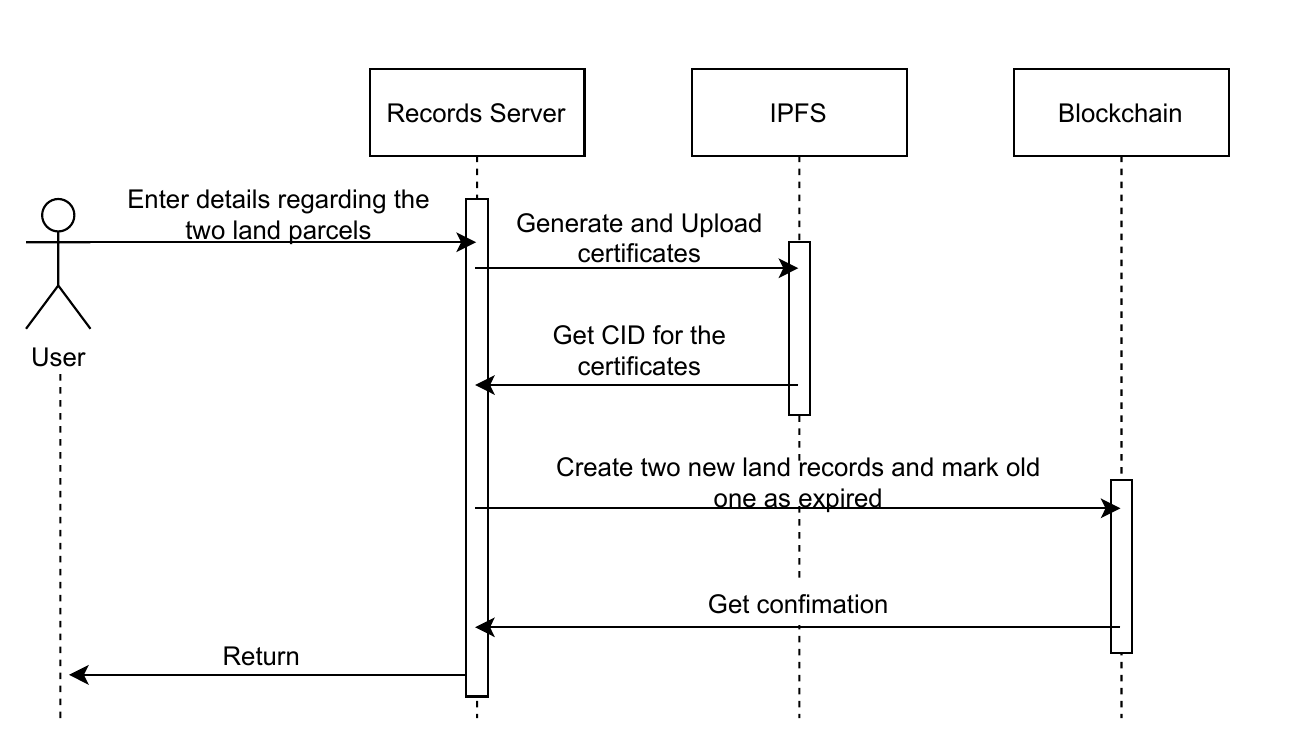 Records Server
IPFS
Blockchain
Enter details regarding the
two land parcels
Generate and Upload
certificates
User
Get CID for the
certificates
Create two new land records and mark old
one as expired
Get confimation
Return